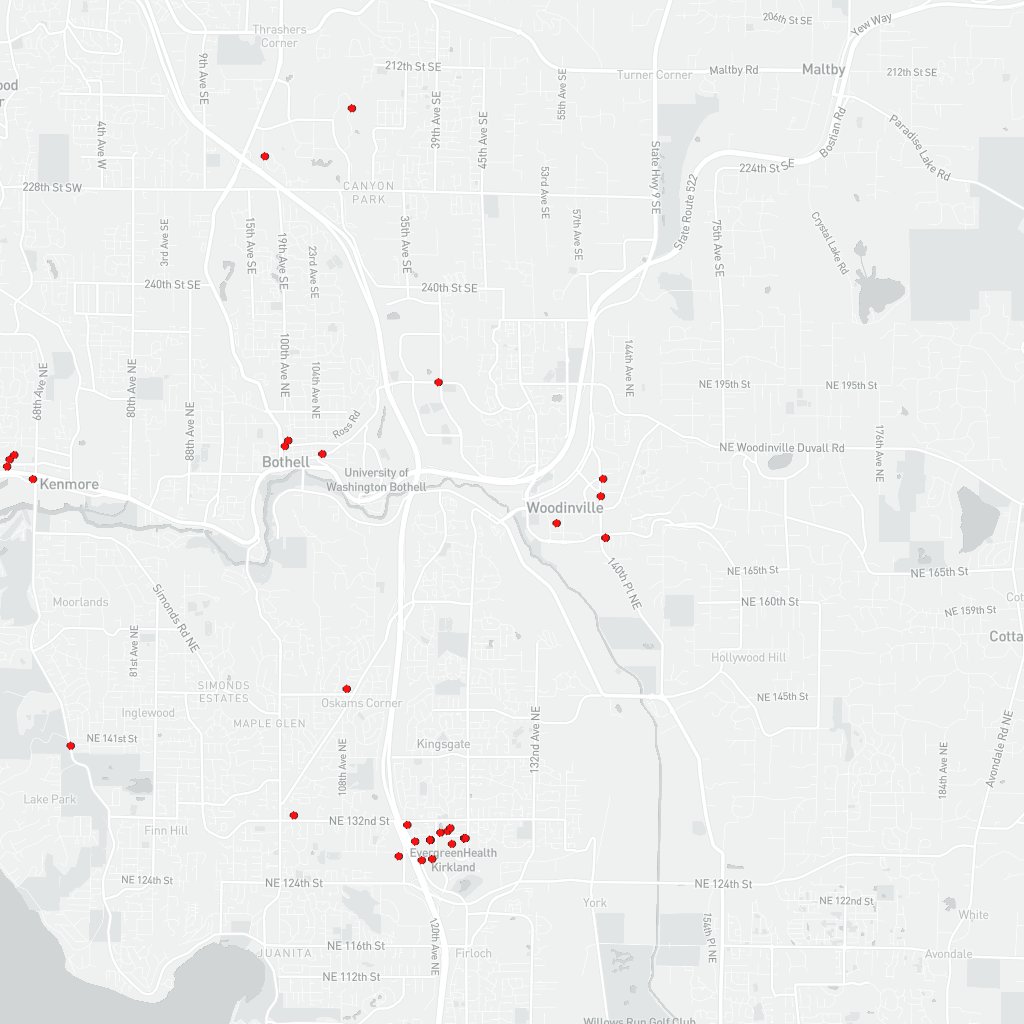 206th St SE
Yew Way
Thrashers
Corner
9th Ave SE
212th St SE
Turner Corner
Maltby Rd
Maltby
212th St SE
ood
r
55th Ave SE
39th Ave SE
45th Ave SE
4th Ave W
State Hwy 9 SE
Bostian Rd
Paradise Lake Rd
224th St SE
228th St SW
CANYON
PARK
53rd Ave SE
State Route 522
57th Ave SE
35th Ave SE
15th Ave SE
3rd Ave SE
19th Ave SE
23rd Ave SE
75th Ave SE
Crystal Lake Rd
240th St SE
240th St SE
100th Ave NE
104th Ave NE
144th Ave NE
68th Ave NE
80th Ave NE
88th Ave NE
NE 195th St
NE 195th St
Ross Rd
176th Ave NE
NE Woodinville Duvall Rd
Bothell
University of
Washington Bothell
Kenmore
Woodinville
140th Pl NE
NE 165th St
NE 165th St
Simonds Rd NE
Moorlands
NE 160th St
Cot
NE 159th St
Cotta
81st Ave NE
Hollywood Hill
SIMONDS
ESTATES
Oskams Corner
NE 145th St
Inglewood
MAPLE GLEN
132nd Ave NE
Avondale Rd NE
NE 141st St
Kingsgate
108th Ave NE
184th Ave NE
Lake Park
Finn Hill
NE 132nd St
EvergreenHealth
Kirkland
NE 124th St
NE 124th St
NE 124th St
York
NE 122nd St
White
120th Ave NE
154th Pl NE
JUANITA
NE 116th St
Firloch
Avondale
NE 112th St
Willows Run Golf Club